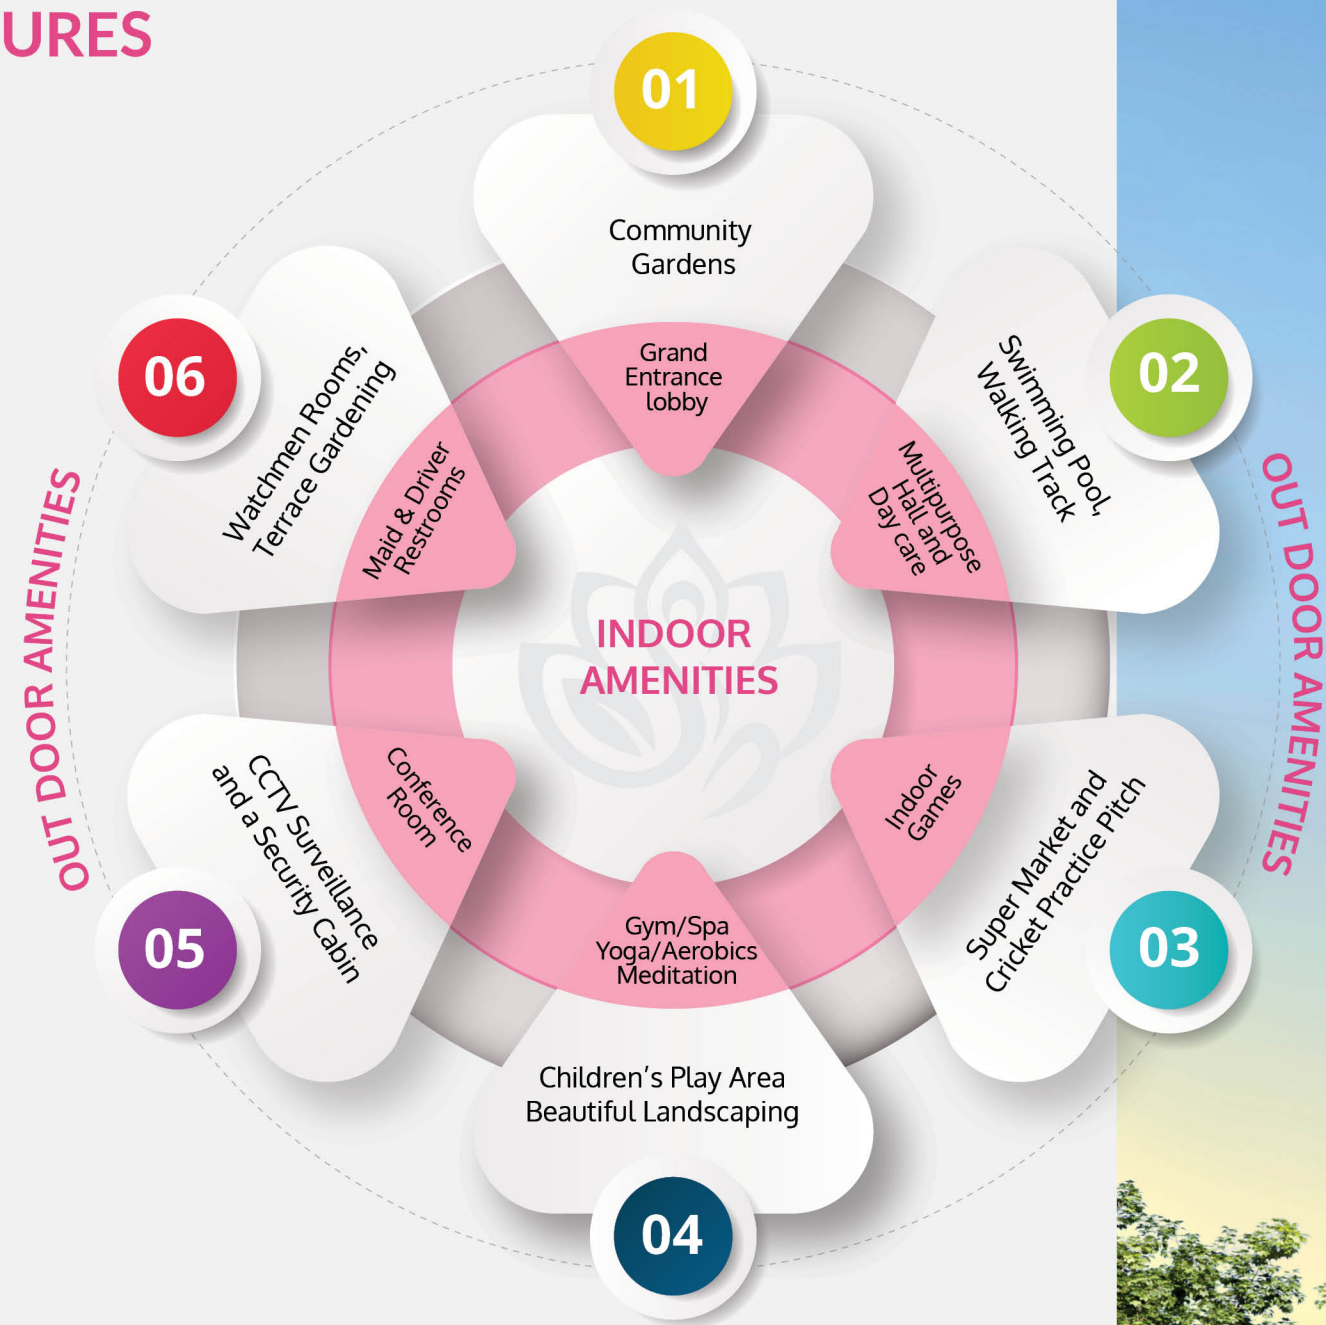 URES
01
Community
Gardens
Grand
Entrance
lobby
02
Swimming Pool,
Walking Track
Multipurpose
Hall and
Day care
03
Super Market and
Cricket Practice Pitch
Indoor
Games
04
Children's Play Area
Beautiful Landscaping
Gym/Spa
Yoga/Aerobics
Meditation
05
CCTV Surveillance
and a Security Cabin
Conference
Room
06
Watchmen Rooms,
Terrace Gardening
Maid & Driver
Restrooms
INDOOR
AMENITIES
OUT DOOR AMENITIES
OUT DOOR AMENITIES